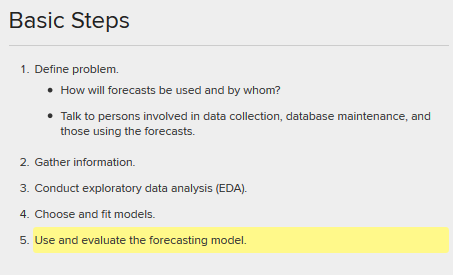 Basic Steps
1. Define problem.
• How will forecasts be used and by whom?
• Talk to persons involved in data collection, database maintenance, and
those using the forecasts.
2. Gather information.
3. Conduct exploratory data analysis (EDA).
4. Choose and fit models.
5. Use and evaluate the forecasting model.